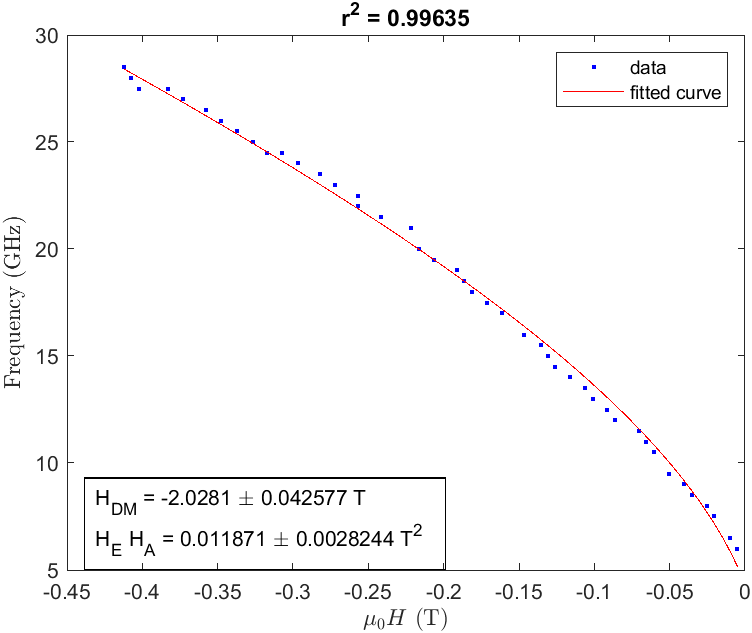 r² = 0.99635
30
25
20
15
10
5
Frequency (GHz)
data
fitted curve
H_DM = -2.0281 ± 0.042577 T
H_E H_A = 0.011871 ± 0.0028244 T²
-0.45 -0.4 -0.35 -0.3 -0.25 -0.2 -0.15 -0.1 -0.05 0
μ₀H (T)